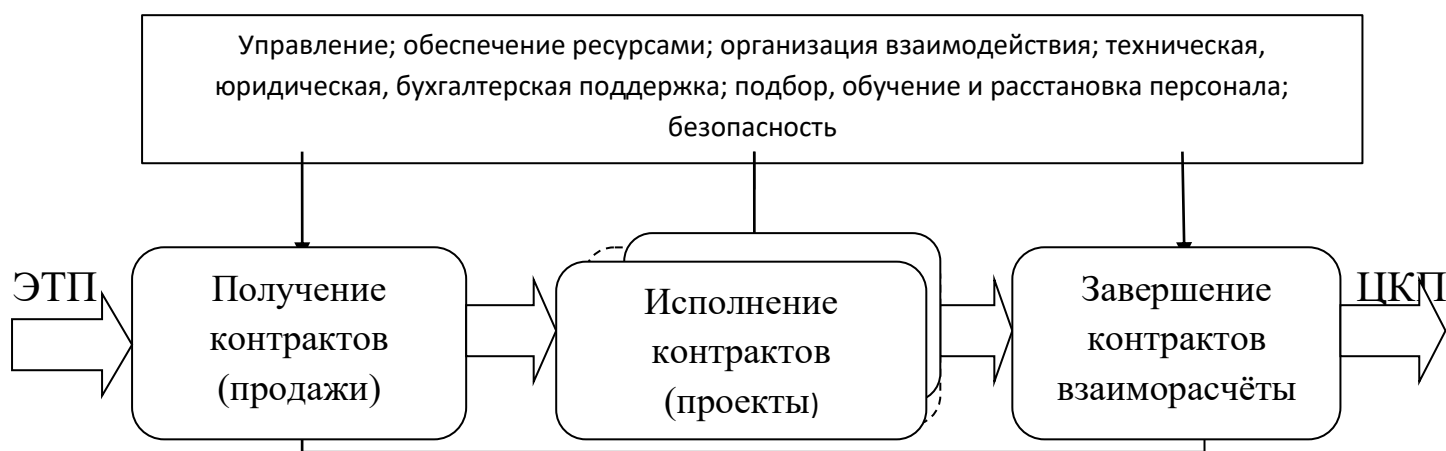 Управление; обеспечение ресурсами; организация взаимодействия; техническая,
юридическая, бухгалтерская поддержка; подбор, обучение и расстановка персонала;
безопасность
ЭТП
Получение
контрактов
(продажи)
Исполнение
контрактов
(проекты)
Завершение
контрактов
взаиморасчёты
ЦКП